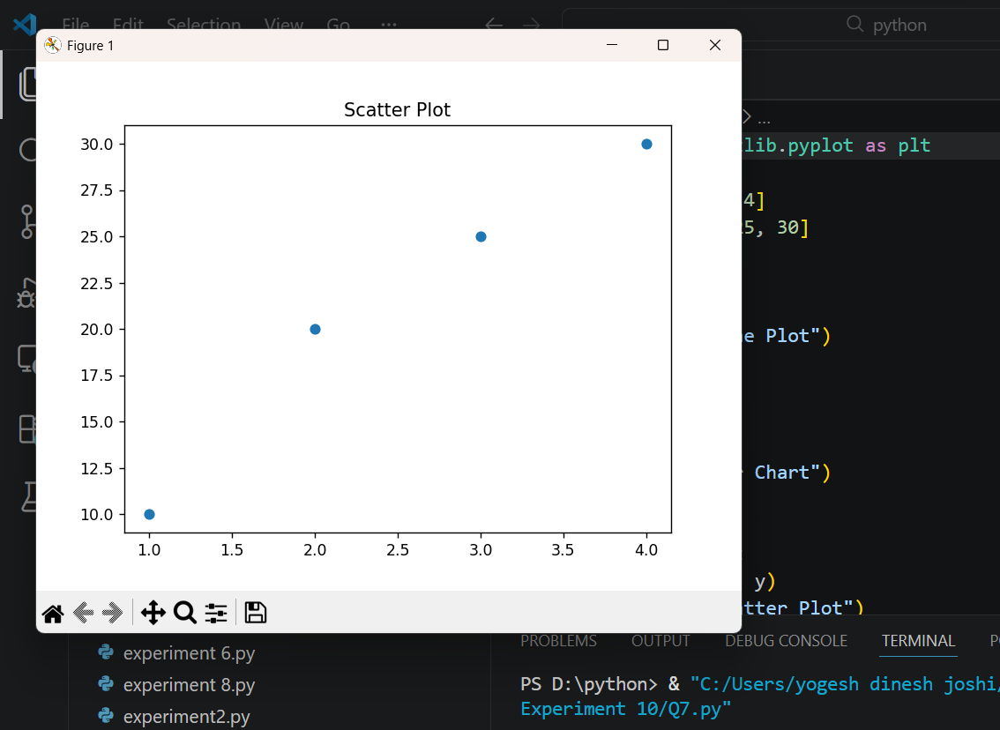 File Edit Selection View Go ...
python
Figure 1
Scatter Plot
30.0
27.5
25.0
22.5
20.0
17.5
15.0
12.5
10.0
1.0 1.5 2.0 2.5 3.0 3.5 4.0
> ...
lib.pyplot as plt
4]
5, 30]
e Plot")
Chart")
y)
tter Plot")
PROBLEMS OUTPUT DEBUG CONSOLE TERMINAL
experiment 6.py
experiment 8.py
experiment2.py
PS D:\python> & "C:/Users/yogesh dinesh joshi/
Experiment 10/Q7.py"